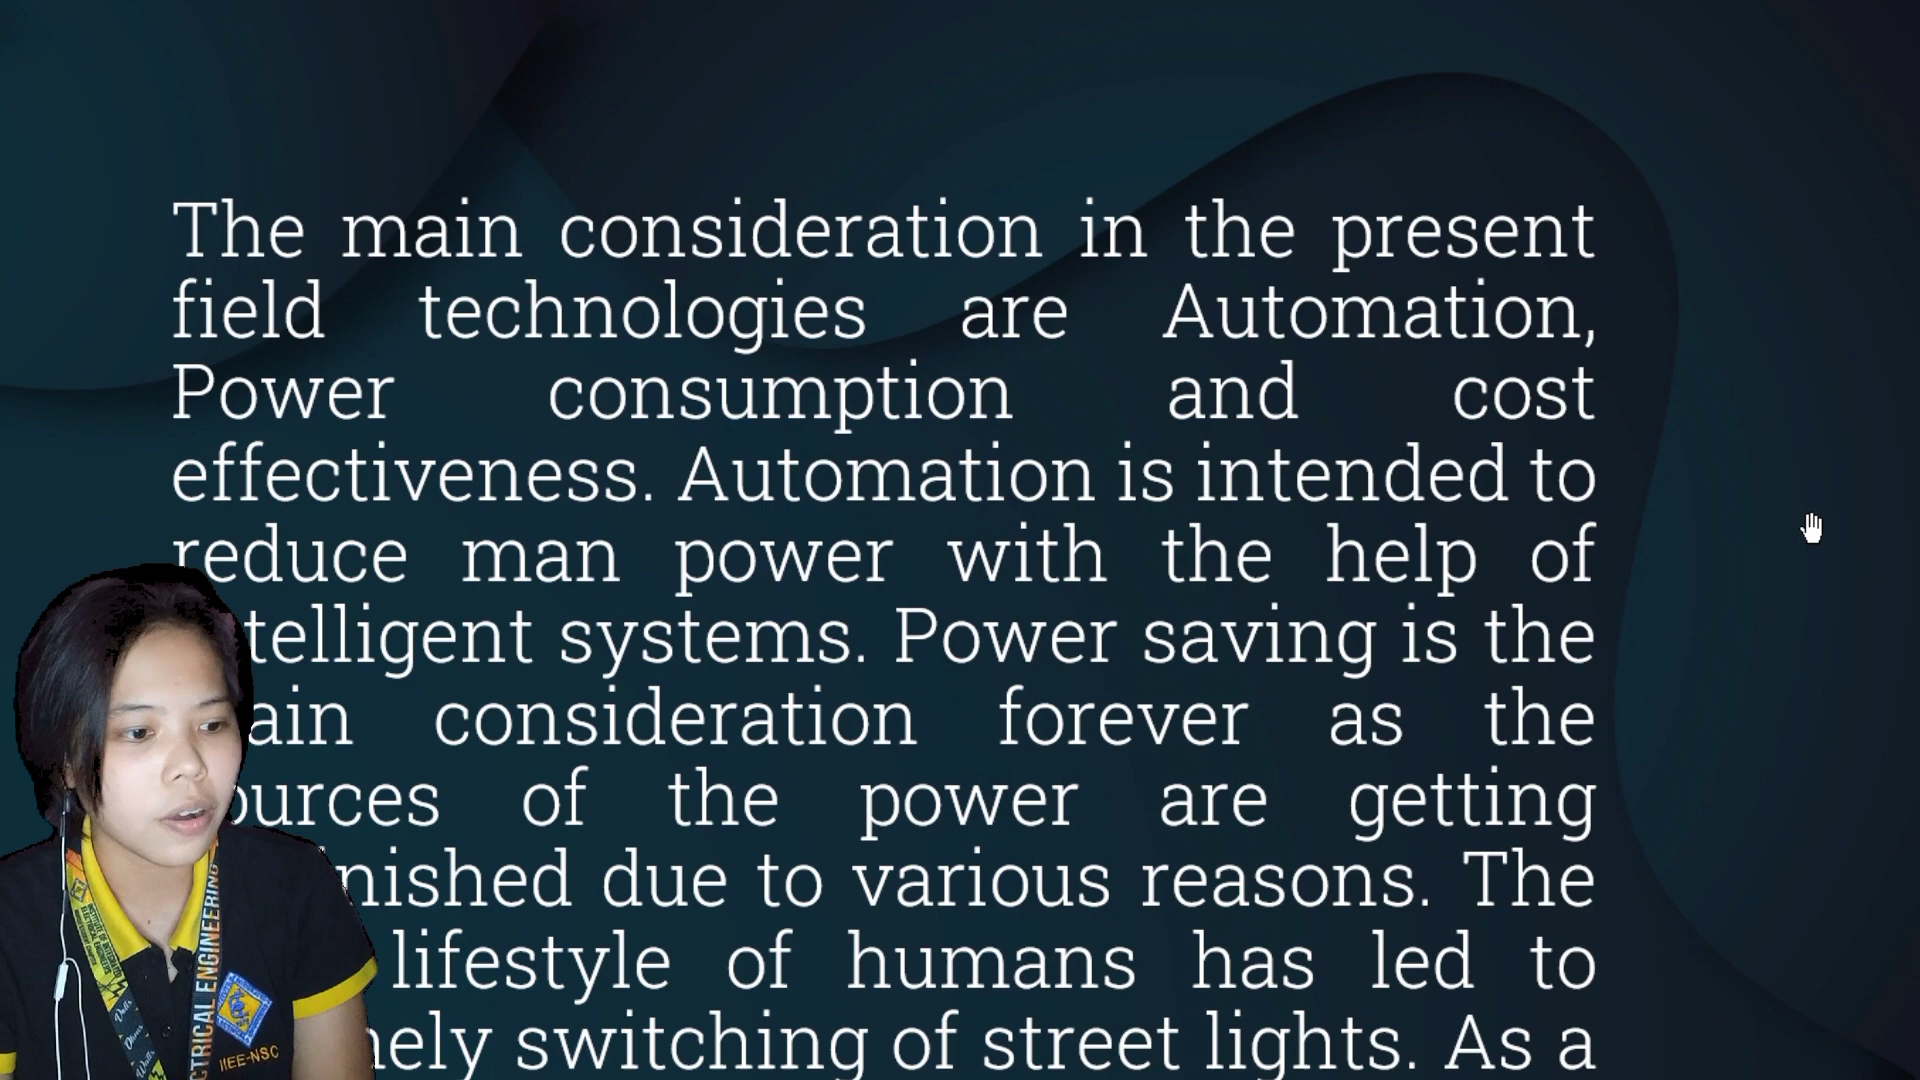 The main consideration in the present
field technologies are Automation,
Power consumption and cost
effectiveness. Automation is intended to
reduce man power with the help of
telligent systems. Power saving is the
ain consideration forever as the
ources of the power are getting
nished due to various reasons. The
lifestyle of humans has led to
ely switching of street lights. As a
CTRICAL ENGINEERING
IIEE-NSC